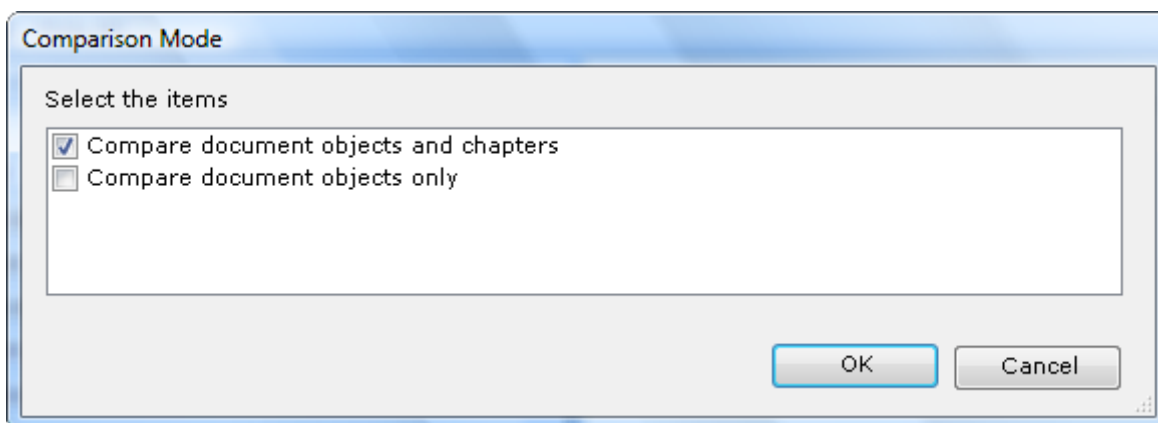 Comparison Mode
Select the items
Compare document objects and chapters
Compare document objects only
OK Cancel